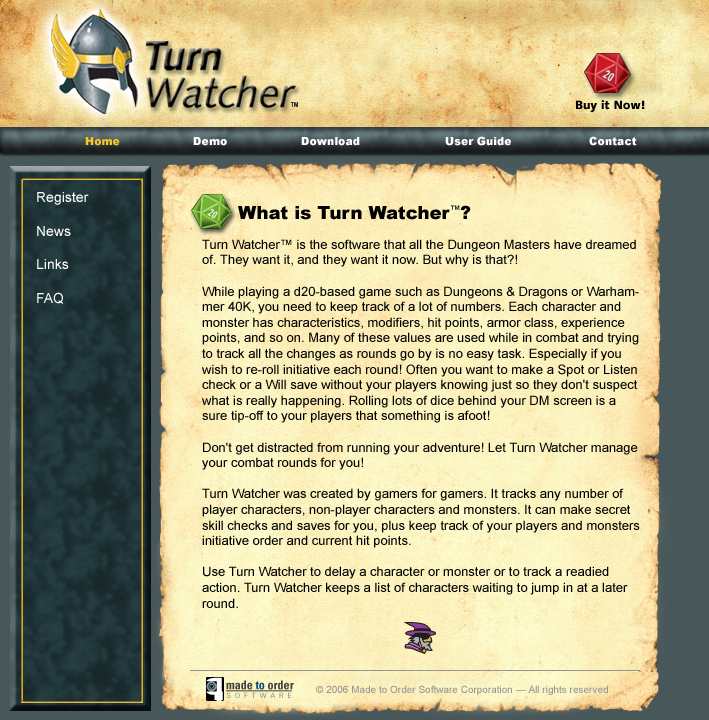 Turn
Watcher™
20
Buy it Now!
Home Demo Download User Guide Contact
Register
News
Links
FAQ
20
What is Turn Watcher™?
Turn Watcher™ is the software that all the Dungeon Masters have dreamed
of. They want it, and they want it now. But why is that?!
While playing a d20-based game such as Dungeons & Dragons or Warham-
mer 40K, you need to keep track of a lot of numbers. Each character and
monster has characteristics, modifiers, hit points, armor class, experience
points, and so on. Many of these values are used while in combat and trying
to track all the changes as rounds go by is no easy task. Especially if you
wish to re-roll initiative each round! Often you want to make a Spot or Listen
check or a Will save without your players knowing just so they don't suspect
what is really happening. Rolling lots of dice behind your DM screen is a
sure tip-off to your players that something is afoot!
Don't get distracted from running your adventure! Let Turn Watcher manage
your combat rounds for you!
Turn Watcher was created by gamers for gamers. It tracks any number of
player characters, non-player characters and monsters. It can make secret
skill checks and saves for you, plus keep track of your players and monsters
initiative order and current hit points.
Use Turn Watcher to delay a character or monster or to track a readied
action. Turn Watcher keeps a list of characters waiting to jump in at a later
round.
made to order
SOFTWARE
© 2006 Made to Order Software Corporation — All rights reserved